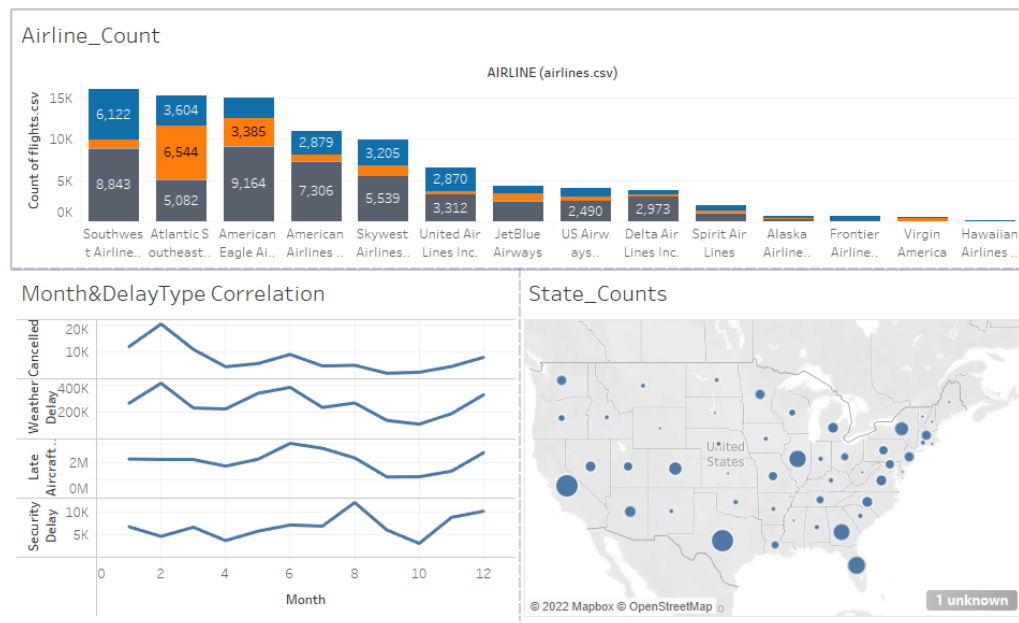 Airline_Count
AIRLINE (airlines.csv)
Count of flights.csv
15K
10K
5K
0K
6,122
8,843
3,604
6,544
5,082
3,385
9,164
2,879
7,306
3,205
5,539
2,870
3,312
2,490
2,973
Southwes
t Airline..
Atlantic S
outheast..
American
Eagle Ai..
American
Airlines ..
Skywest
Airlines..
United Air
Lines Inc.
JetBlue
Airways
US Airw
ays..
Delta Air
Lines Inc.
Spirit Air
Lines
Alaska
Airline..
Frontier
Airline..
Virgin
America
Hawaiian
Airlines ..
Month&DelayType Correlation
Cancelled
20K
10K
Weather
Delay
400K
200K
Late
Aircraft..
2M
0M
Security
Delay
10K
5K
0
2
4
6
8
10
12
Month
State_Counts
United
States
© 2022 Mapbox © OpenStreetMap
1 unknown